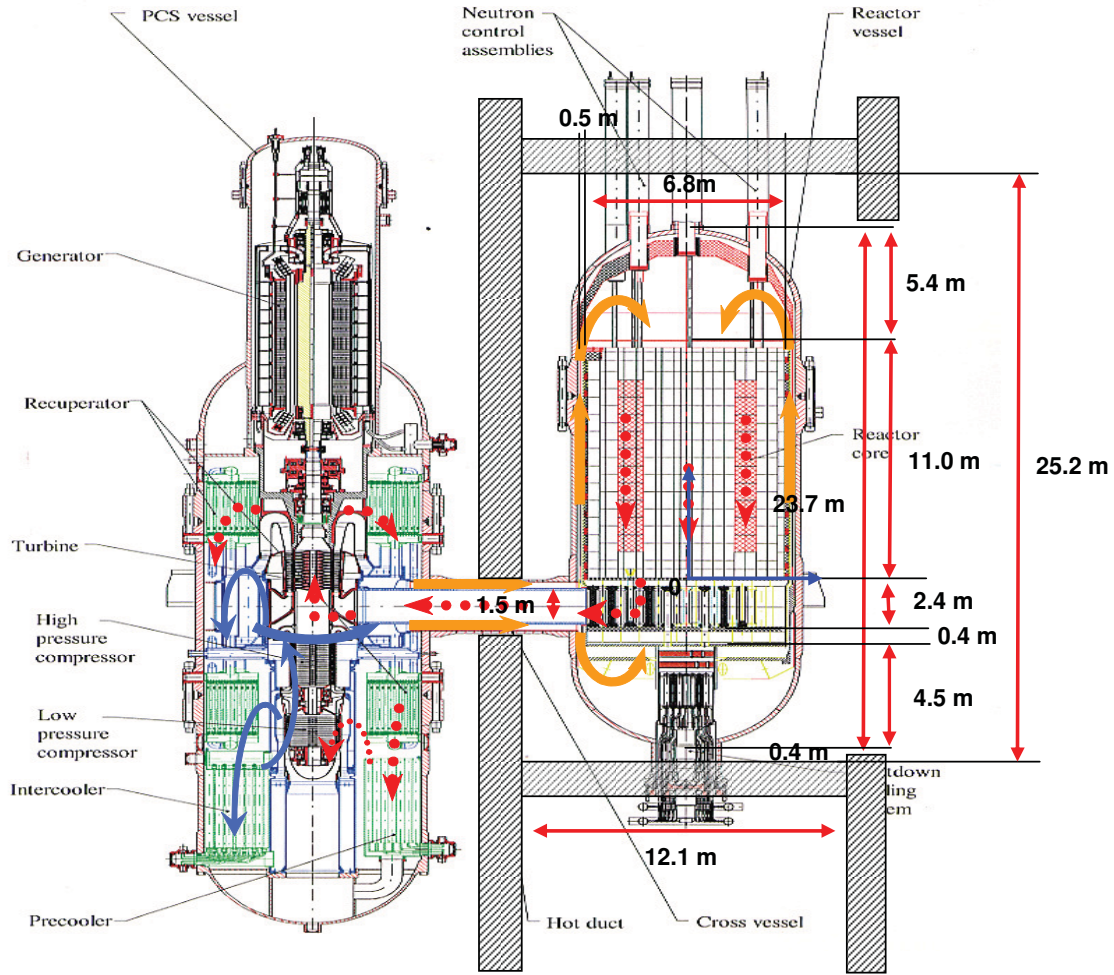 PCS vessel
Neutron
control
assemblies
Reactor
vessel
0.5 m
6.8m
Generator
5.4 m
Recuperator
Reactor
core
11.0 m
25.2 m
23.7 m
Turbine
0
1.5 m
2.4 m
High
pressure
compressor
0.4 m
4.5 m
Low
pressure
compressor
0.4 m
Intercooler
12.1 m
Precooler
Hot duct
Cross vessel